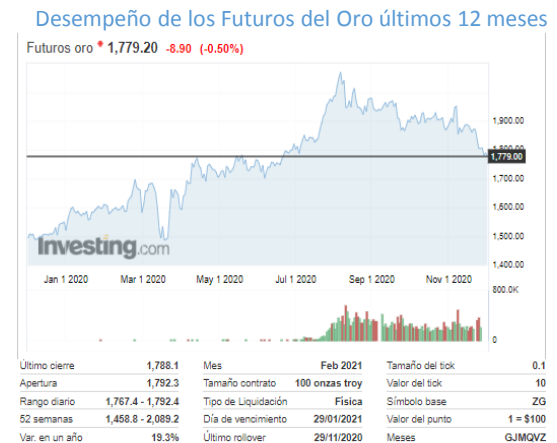 Desempeño de los Futuros del Oro últimos 12 meses
Futuros oro 1,779.20 -8.90 (-0.50%)
1,900.00
1,800.00
1,779.00
1,700.00
1,600.00
1,500.00
1,400.00
Investing.com
Jan 1 2020 Mar 1 2020 May 1 2020 Jul 1 2020 Sep 1 2020 Nov 1 2020
800.0K
0
Último cierre 1,788.1 Mes Feb 2021 Tamaño del tick 0.1
Apertura 1,792.3 Tamaño contrato 100 onzas troy Valor del tick 10
Rango diario 1,767.4 - 1,792.4 Tipo de Liquidación Física Símbolo base ZG
52 semanas 1,458.8 - 2,089.2 Día de vencimiento 29/01/2021 Valor del punto 1 = $100
Var. en un año 19.3% Último rollover 29/11/2020 Meses GJMQVZ